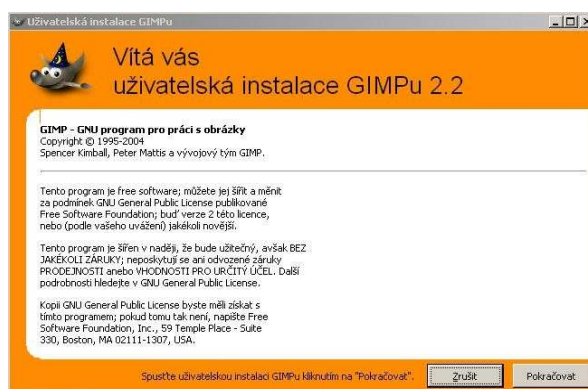 Uživatelská instalace GIMPu
Vítá vás
uživatelská instalace GIMPu 2.2
GIMP - GNU program pro práci s obrázky
Copyright © 1995-2004
Spencer Kimball, Peter Mattis a vývojový tým GIMP.
Tento program je free software; můžete jej šířit a měnit
za podmínek GNU General Public License publikované
Free Software Foundation; buď verze 2 této licence,
nebo (podle vašeho uvážení) jakékoli novější.
Tento program je šířen v naději, že bude užitečný, avšak BEZ
JAKÉKOLI ZÁRUKY; neposkytují se ani odvozené záruky
PRODEJNOSTI anebo VHODNOSTI PRO URČITÝ ÚČEL. Další
podrobnosti hledejte v GNU General Public License.
Kopii GNU General Public License byste měli získat s
tímto programem; pokud tomu tak není, napište Free
Software Foundation, Inc., 59 Temple Place - Suite
330, Boston, MA 02111-1307, USA.
Spusťte uživatelskou instalaci GIMPu kliknutím na "Pokračovat".
Zrušit
Pokračovat